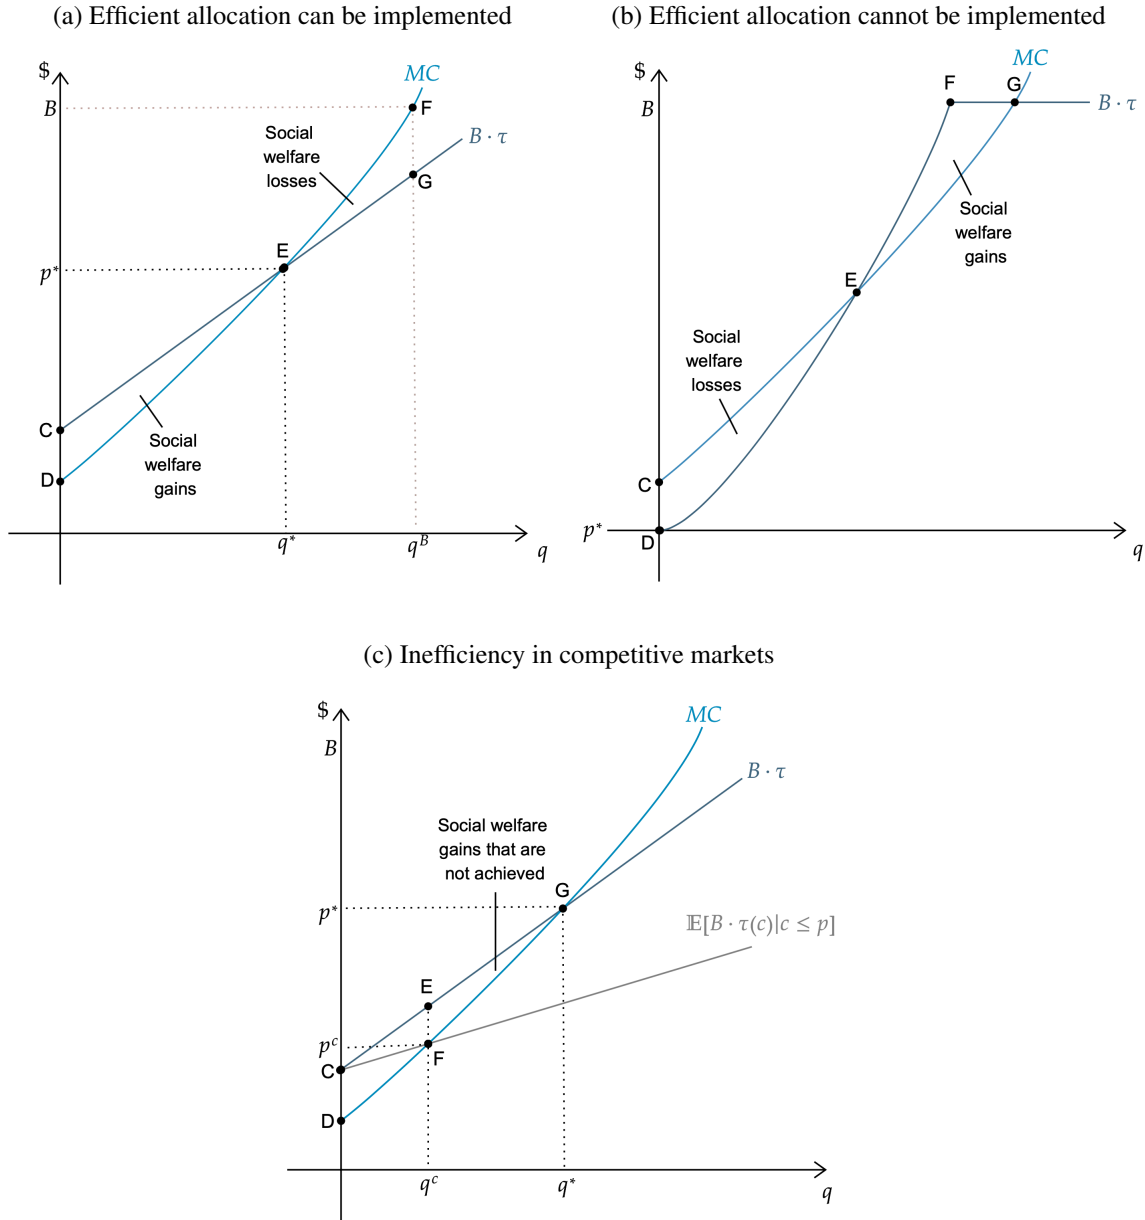 (a) Efficient allocation can be implemented
$
MC
B
F
B · τ
Social
welfare
losses
G
E
p*
C
Social
welfare
gains
D
q*
q^B
q
(b) Efficient allocation cannot be implemented
$
MC
F
G
B
B · τ
Social
welfare
gains
E
Social
welfare
losses
C
p*
D
q
(c) Inefficiency in competitive markets
$
MC
B
B · τ
Social welfare
gains that are
not achieved
G
p*
𝔼[B · τ(c)|c ≤ p]
E
p^c
F
C
D
q^c
q*
q